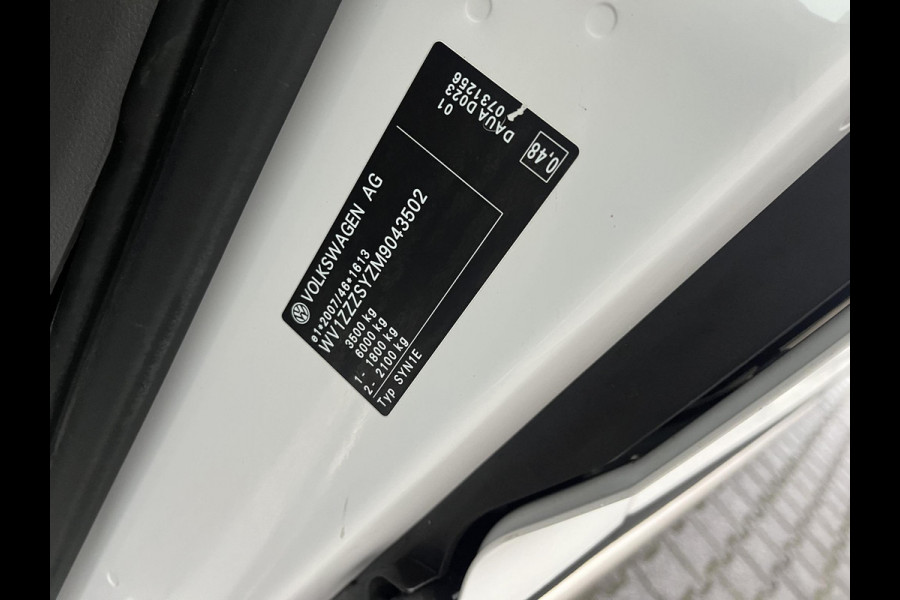 VOLKSWAGEN AG
e1*2007/46*1613
WV1ZZZSYZM9043502
3500 kg
6000 kg
1- 1800 kg
2- 2100 kg
Typ SYN1E
01
DAUA D023
0731256
0,48